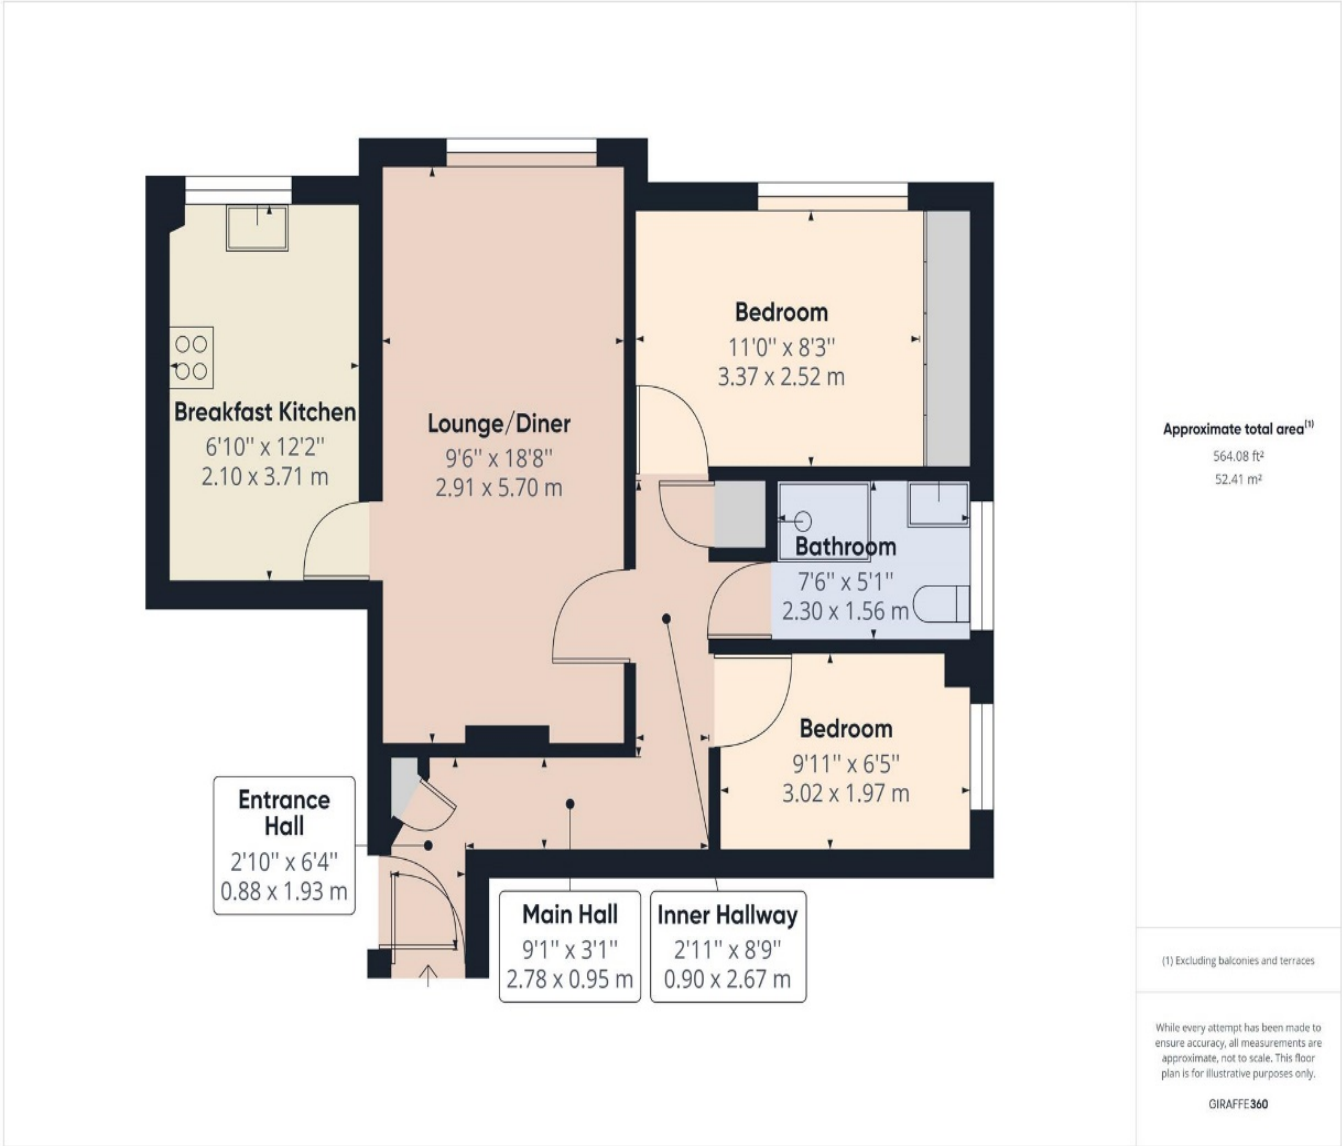 Breakfast Kitchen
6'10" x 12'2"
2.10 x 3.71 m
Lounge/Diner
9'6" x 18'8"
2.91 x 5.70 m
Bedroom
11'0" x 8'3"
3.37 x 2.52 m
Bathroom
7'6" x 5'1"
2.30 x 1.56 m
Bedroom
9'11" x 6'5"
3.02 x 1.97 m
Entrance
Hall
2'10" x 6'4"
0.88 x 1.93 m
Main Hall
9'1" x 3'1"
2.78 x 0.95 m
Inner Hallway
2'11" x 8'9"
0.90 x 2.67 m
Approximate total area(1)
564.08 ft²
52.41 m²
(1) Excluding balconies and terraces
While every attempt has been made to
ensure accuracy, all measurements are
approximate, not to scale. This floor
plan is for illustrative purposes only.
GIRAFFE360